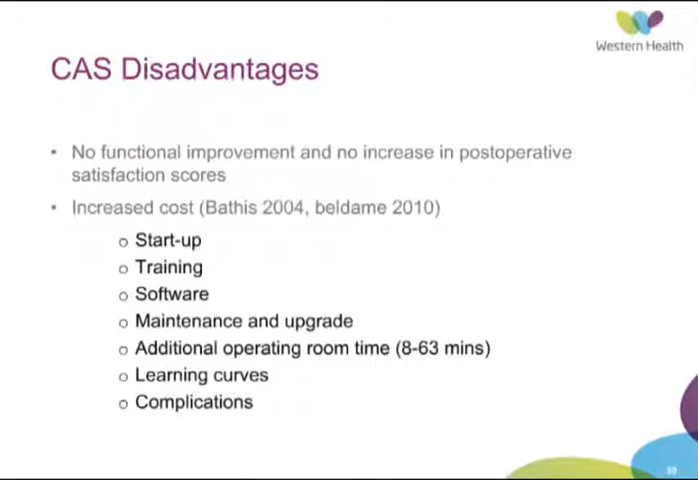 Western Health
CAS Disadvantages
• No functional improvement and no increase in postoperative
satisfaction scores
• Increased cost (Bathis 2004, beldame 2010)
o Start-up
o Training
o Software
o Maintenance and upgrade
o Additional operating room time (8-63 mins)
o Learning curves
o Complications